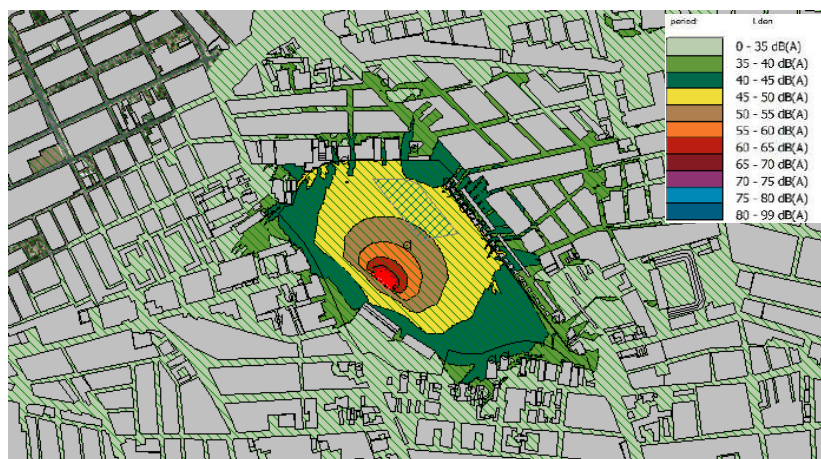 period: Lden
0 - 35 dB(A)
35 - 40 dB(A)
40 - 45 dB(A)
45 - 50 dB(A)
50 - 55 dB(A)
55 - 60 dB(A)
60 - 65 dB(A)
65 - 70 dB(A)
70 - 75 dB(A)
75 - 80 dB(A)
80 - 99 dB(A)